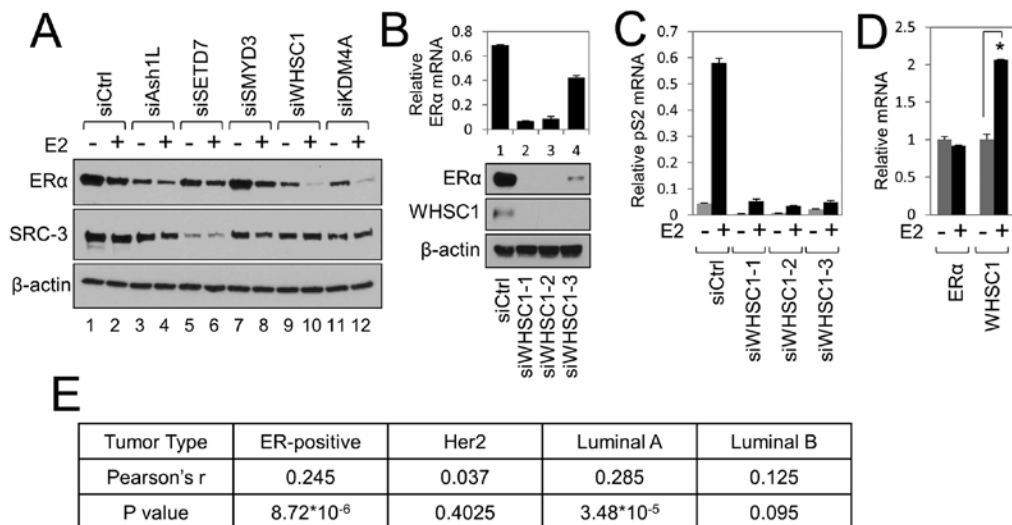 A
siCtrl
siAsh1L
siSETD7
siSMYD3
siWHSC1
siKDM4A
E2 - + - + - + - + - + - +
ERα
SRC-3
β-actin
1 2 3 4 5 6 7 8 9 10 11 12
B
Relative
ERα mRNA
0.8
0.6
0.4
0.2
0
1 2 3 4
ERα
WHSC1
β-actin
siCtrl
siWHSC1-1
siWHSC1-2
siWHSC1-3
C
Relative pS2 mRNA
0.7
0.6
0.5
0.4
0.3
0.2
0.1
0
E2 - + - + - + - +
siCtrl
siWHSC1-1
siWHSC1-2
siWHSC1-3
D
Relative mRNA
2.5
2
1.5
1
0.5
0
*
E2 - + - +
ERα
WHSC1
E
Tumor Type ER-positive Her2 Luminal A Luminal B
Pearson's r 0.245 0.037 0.285 0.125
P value 8.72*10⁻⁶ 0.4025 3.48*10⁻⁵ 0.095